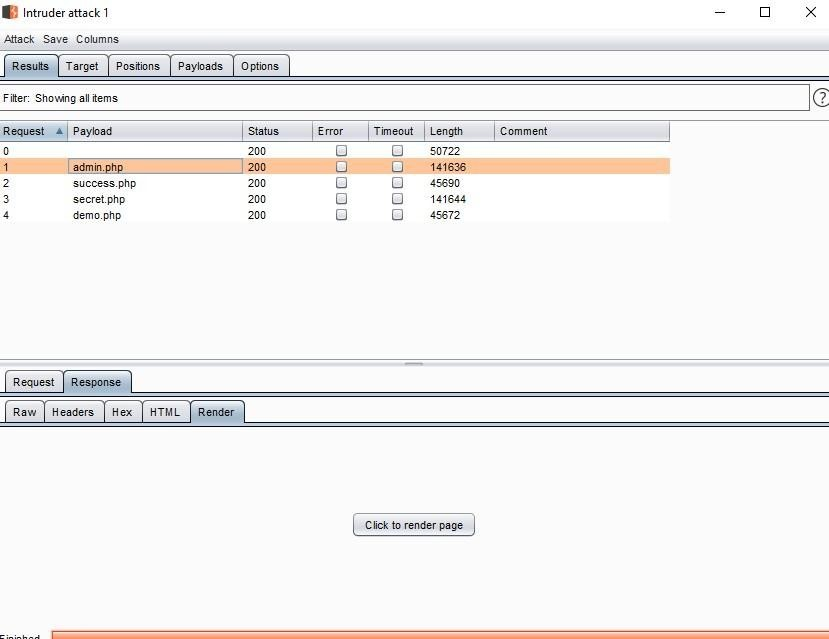 Intruder attack 1
Attack Save Columns
Results Target Positions Payloads Options
Filter: Showing all items
?
Request Payload Status Error Timeout Length Comment
0 200 50722
1 admin.php 200 141636
2 success.php 200 45690
3 secret.php 200 141644
4 demo.php 200 45672
Request Response
Raw Headers Hex HTML Render
Click to render page
Finished